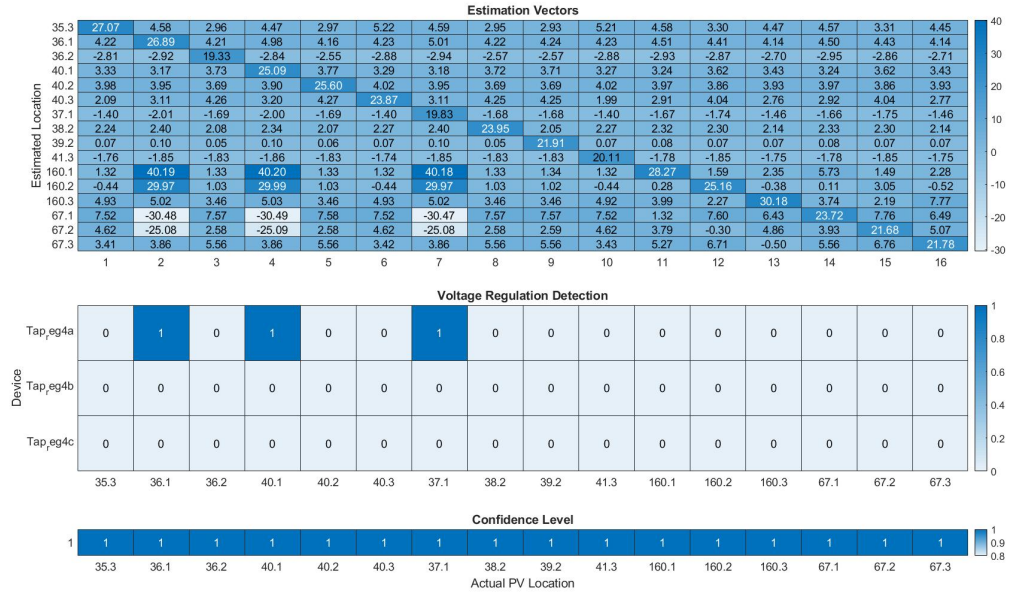 Estimation Vectors
35.3 27.07 4.58 2.96 4.47 2.97 5.22 4.59 2.95 2.93 5.21 4.58 3.30 4.41 4.57 3.31 4.45
36.1 4.22 26.89 4.21 4.98 4.16 4.23 5.01 4.22 4.24 4.23 4.51 4.44 4.14 4.50 4.43 4.14
36.2 -2.81 -2.92 19.33 -2.84 -2.55 -2.88 -2.94 -2.57 -2.57 -2.88 -2.93 -2.87 -2.70 -2.95 -2.86 -2.71
40.1 3.33 3.17 3.73 25.09 3.77 3.29 3.18 3.72 3.71 3.27 3.24 3.62 3.43 3.24 3.62 3.43
40.2 3.98 3.95 3.69 3.90 25.60 4.02 3.97 3.69 3.69 4.02 3.97 3.86 3.93 3.97 3.86 3.93
40.3 2.09 3.11 4.26 3.20 4.27 23.87 3.11 4.25 4.25 1.99 2.91 4.04 2.76 2.92 4.04 2.77
37.1 -1.40 -2.01 -1.69 -2.00 -1.69 -1.40 19.83 -1.68 -1.68 -1.40 -1.67 -1.74 -1.46 -1.66 -1.75 -1.46
38.2 2.24 2.40 2.08 2.34 2.07 2.27 2.40 23.95 2.05 2.27 2.32 2.30 2.14 2.33 2.30 2.14
39.2 0.07 0.10 0.05 0.10 0.06 0.07 0.10 0.05 21.91 0.07 0.08 0.07 0.07 0.08 0.07 0.07
41.3 -1.76 -1.85 -1.83 -1.86 -1.83 -1.74 -1.85 -1.83 -1.83 20.11 -1.78 -1.85 -1.75 -1.78 -1.85 -1.75
160.1 1.32 40.19 1.33 40.20 1.33 1.32 40.18 1.33 1.34 1.32 28.27 1.59 2.35 5.73 1.49 2.28
160.2 -0.44 29.97 1.03 29.99 1.03 -0.44 29.97 1.03 1.02 -0.44 0.28 25.16 -0.38 0.11 3.05 -0.52
160.3 4.93 5.02 3.46 5.03 3.46 4.93 5.02 3.46 3.46 4.92 3.99 2.27 30.18 3.74 2.19 7.77
67.1 7.52 -30.48 7.57 -30.49 7.58 7.52 -30.47 7.57 7.57 7.52 1.32 7.60 6.43 23.72 7.76 6.49
67.2 4.62 -25.08 2.58 -25.09 2.58 4.62 -25.08 2.58 2.59 4.62 3.79 -0.30 4.86 3.93 21.68 5.07
67.3 3.41 3.86 5.56 3.86 5.56 3.42 3.86 5.56 5.56 3.43 5.27 6.71 -0.50 5.56 6.76 21.78
1 2 3 4 5 6 7 8 9 10 11 12 13 14 15 16
Estimated Location
40
30
20
10
0
-10
-20
-30
Voltage Regulation Detection
Tap_reg4a 0 1 0 1 0 0 1 0 0 0 0 0 0 0 0 0
Tap_reg4b 0 0 0 0 0 0 0 0 0 0 0 0 0 0 0 0
Tap_reg4c 0 0 0 0 0 0 0 0 0 0 0 0 0 0 0 0
35.3 36.1 36.2 40.1 40.2 40.3 37.1 38.2 39.2 41.3 160.1 160.2 160.3 67.1 67.2 67.3
Device
1
0.8
0.6
0.4
0.2
0
Confidence Level
1 1 1 1 1 1 1 1 1 1 1 1 1 1 1 1 1
35.3 36.1 36.2 40.1 40.2 40.3 37.1 38.2 39.2 41.3 160.1 160.2 160.3 67.1 67.2 67.3
1
0.9
0.8
Actual PV Location